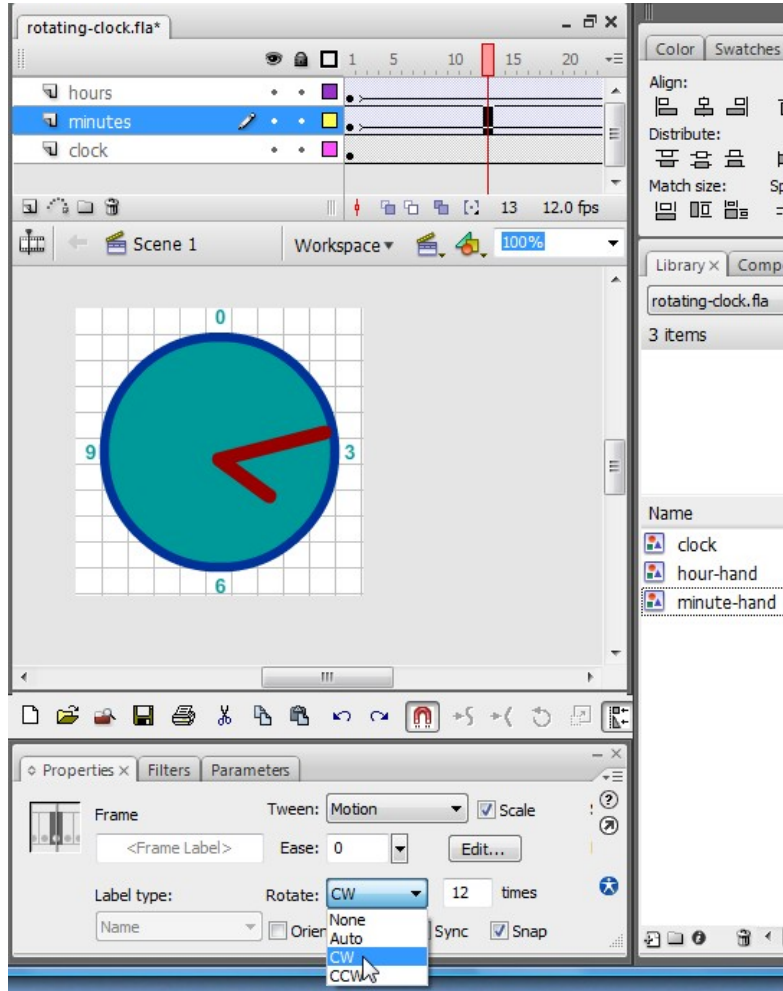 rotating-clock.fla*
1 5 10 15 20
hours
minutes
clock
13 12.0 fps
Scene 1 Workspace 100%
0
9 3
6
Properties Filters Parameters
Frame Tween: Motion Scale
<Frame Label> Ease: 0 Edit...
Label type: Rotate: CW 12 times
Name Sync Snap
None
Auto
CW
CCW
Color Swatches
Align:
Distribute:
Match size:
Library
rotating-clock.fla
3 items
Name
clock
hour-hand
minute-hand